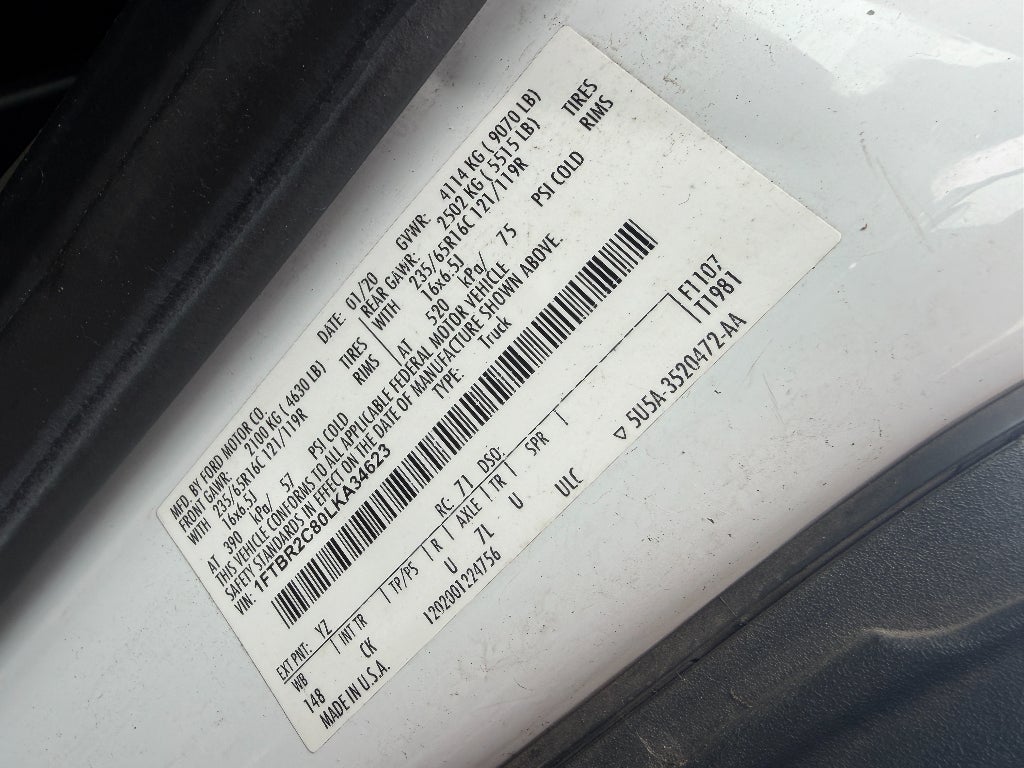 MFD. BY FORD MOTOR CO. DATE: 01/20 GVWR: 4114 KG ( 9070 LB)
FRONT GAWR: 2100 KG ( 4630 LB) REAR GAWR: 2502 KG ( 5515 LB)
WITH 235/65R16C 121/119R TIRES WITH 235/65R16C 121/119R TIRES
16x6.5J RIMS 16x6.5J RIMS
AT 390 kPa/ 57 PSI COLD AT 520 kPa/ 75 PSI COLD
THIS VEHICLE CONFORMS TO ALL APPLICABLE FEDERAL MOTOR VEHICLE
SAFETY STANDARDS IN EFFECT ON THE DATE OF MANUFACTURE SHOWN ABOVE.
VIN: 1FTBR2C80LKA34623 TYPE: Truck
EXT PNT: YZ RC: 71 DSO: F1107
WB INT TR TP/PS R AXLE TR SPR T1981
148 CK U 7L U
MADE IN U.S.A. 1202001224756 ULC
▽ 5U5A-3520472-AA